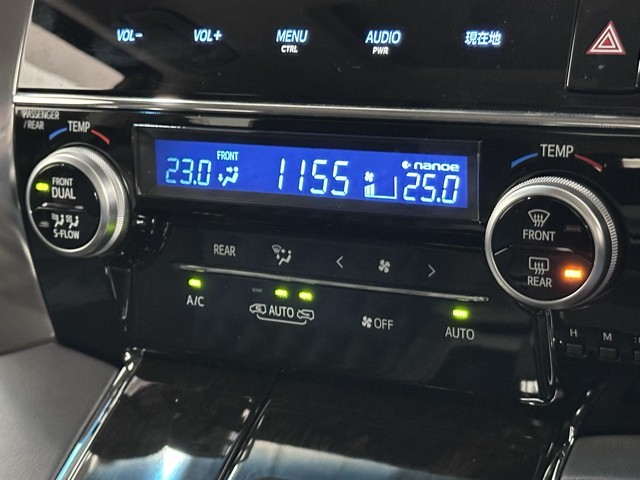 VOL-
VOL+
MENU
CTRL
AUDIO
PWR
現在地
PASSENGER
/REAR
TEMP
FRONT
DUAL
S-FLOW
23.0
FRONT
1155
nanoe
25.0
TEMP
FRONT
REAR
REAR
<
>
A/C
AUTO
OFF
AUTO
H
M